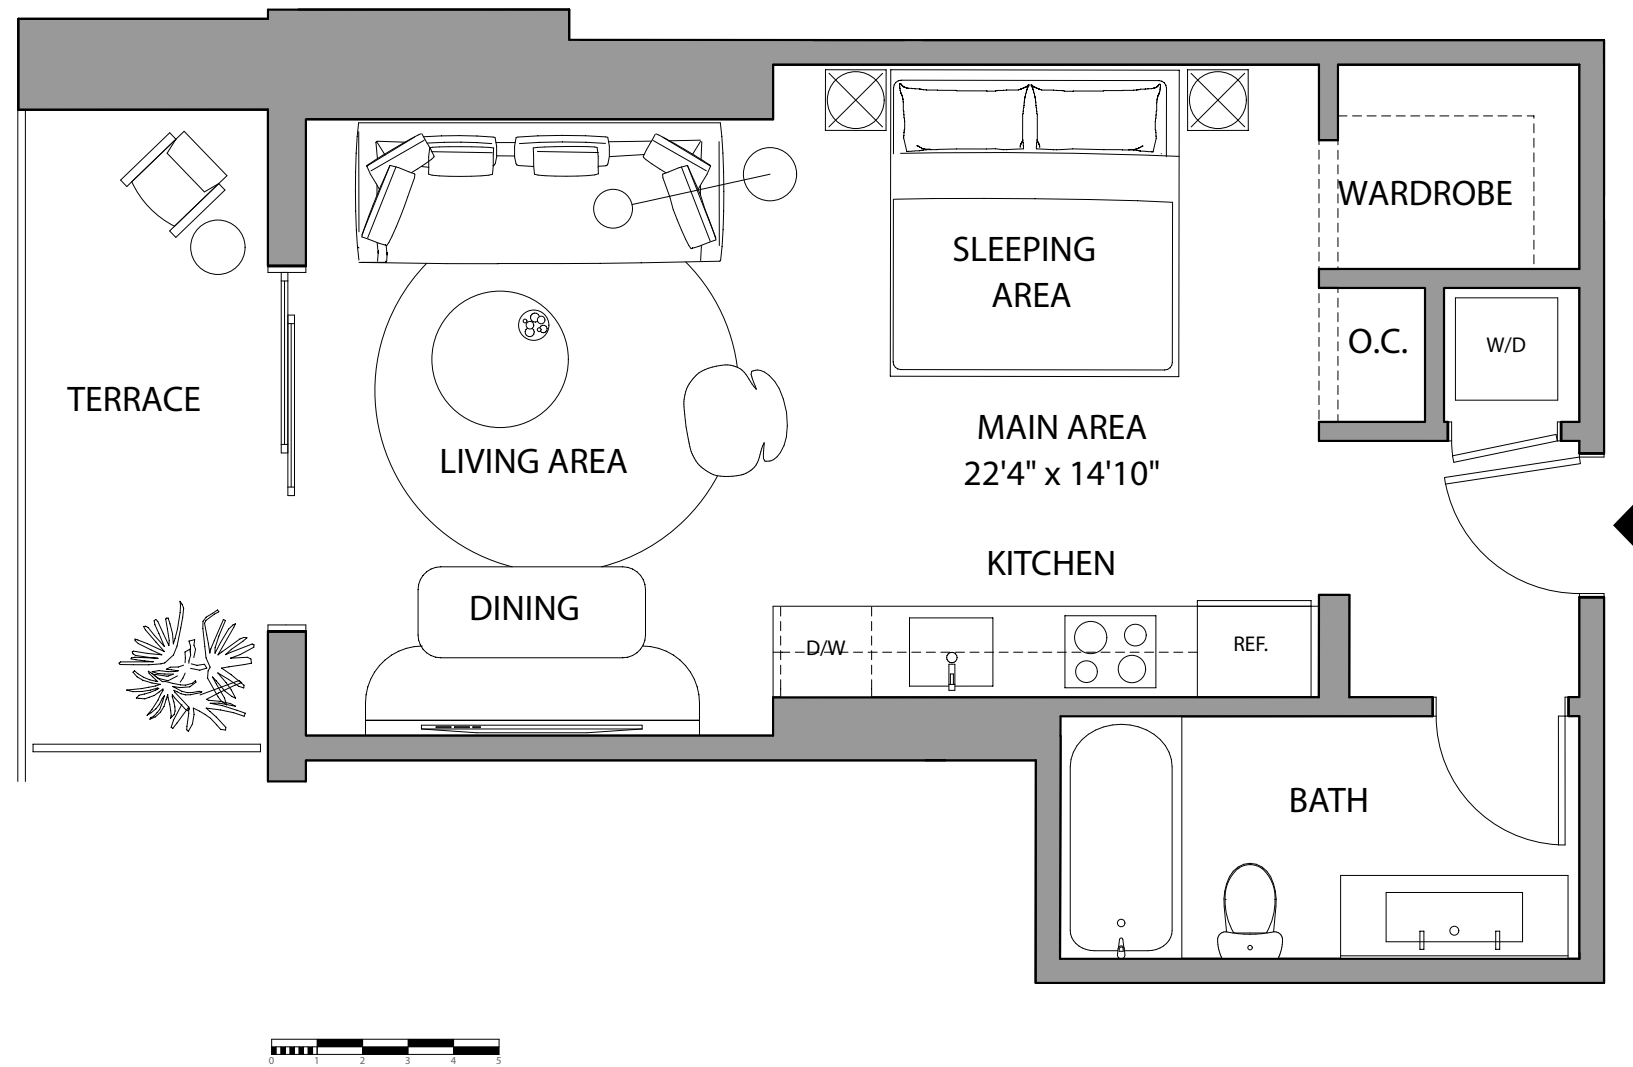 WARDROBE
SLEEPING
AREA
O.C.
W/D
TERRACE
MAIN AREA
22'4" x 14'10"
LIVING AREA
KITCHEN
DINING
D/W
REF.
BATH
0 1 2 3 4 5